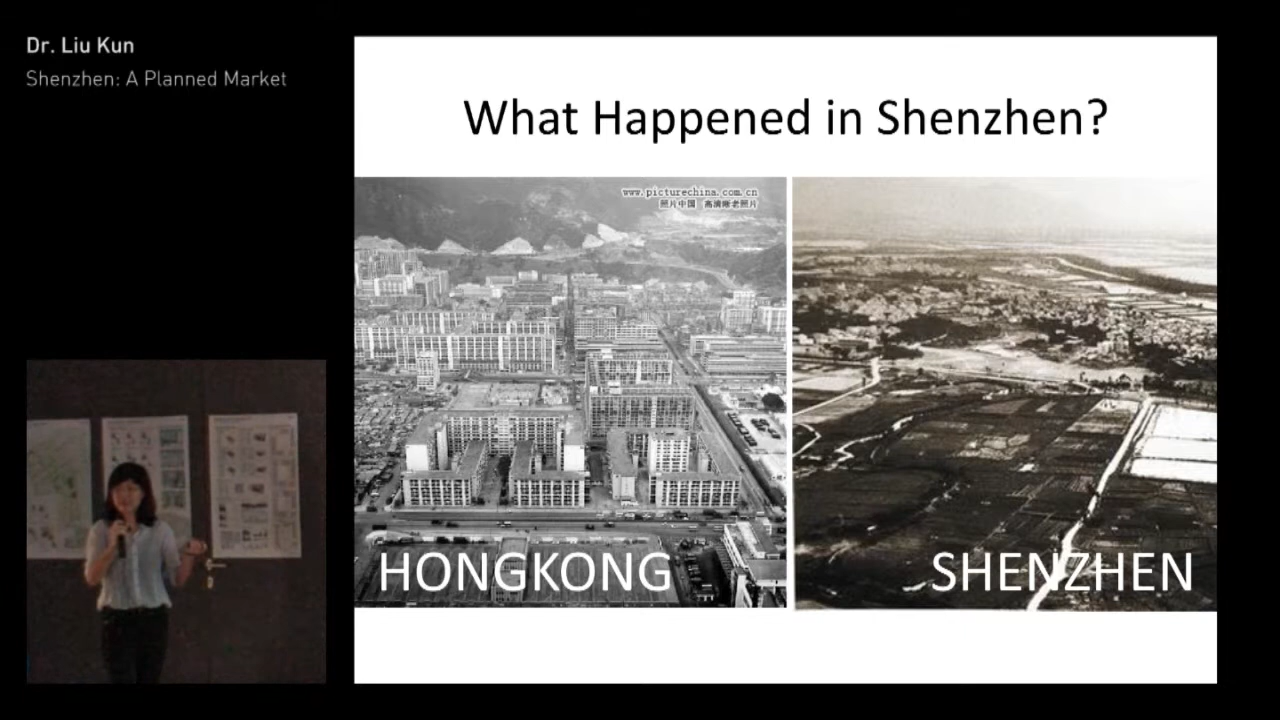 Dr. Liu Kun
Shenzhen: A Planned Market
What Happened in Shenzhen?
www.picturechina.com.cn
照片中国 高清晰老照片
HONGKONG
SHENZHEN